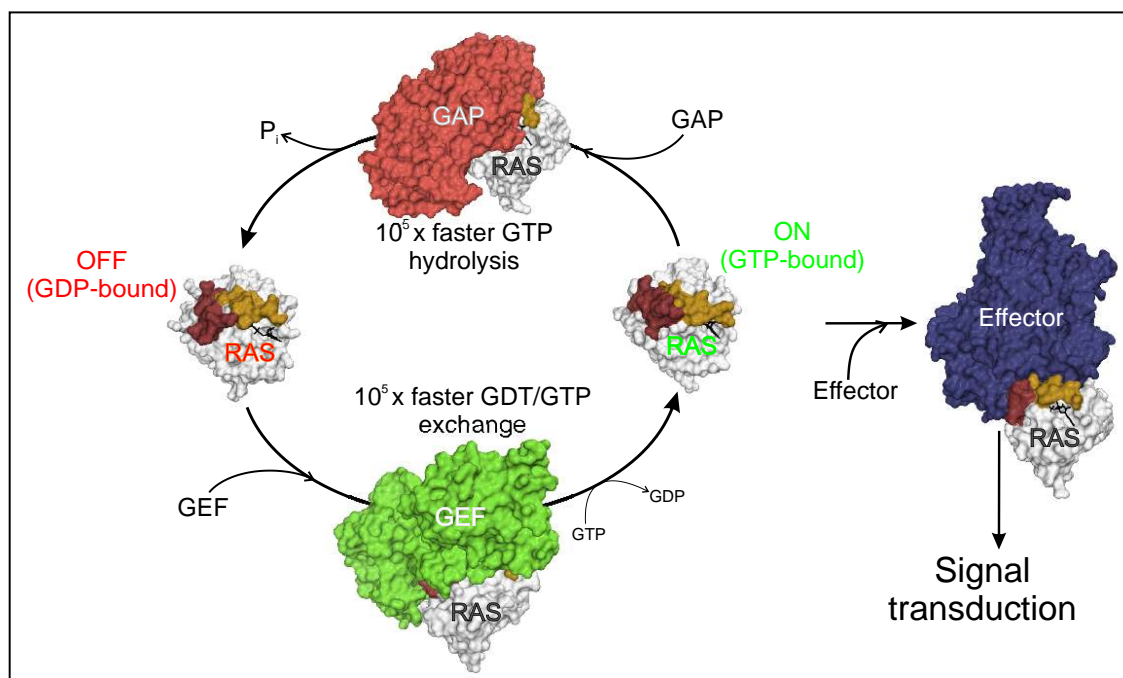 GAP
P i
GAP
RAS
10⁵ x faster GTP
hydrolysis
OFF
(GDP-bound)
RAS
ON
(GTP-bound)
RAS
Effector
Effector
RAS
10⁵ x faster GDT/GTP
exchange
GEF
GEF
GDP
GTP
RAS
Signal
transduction